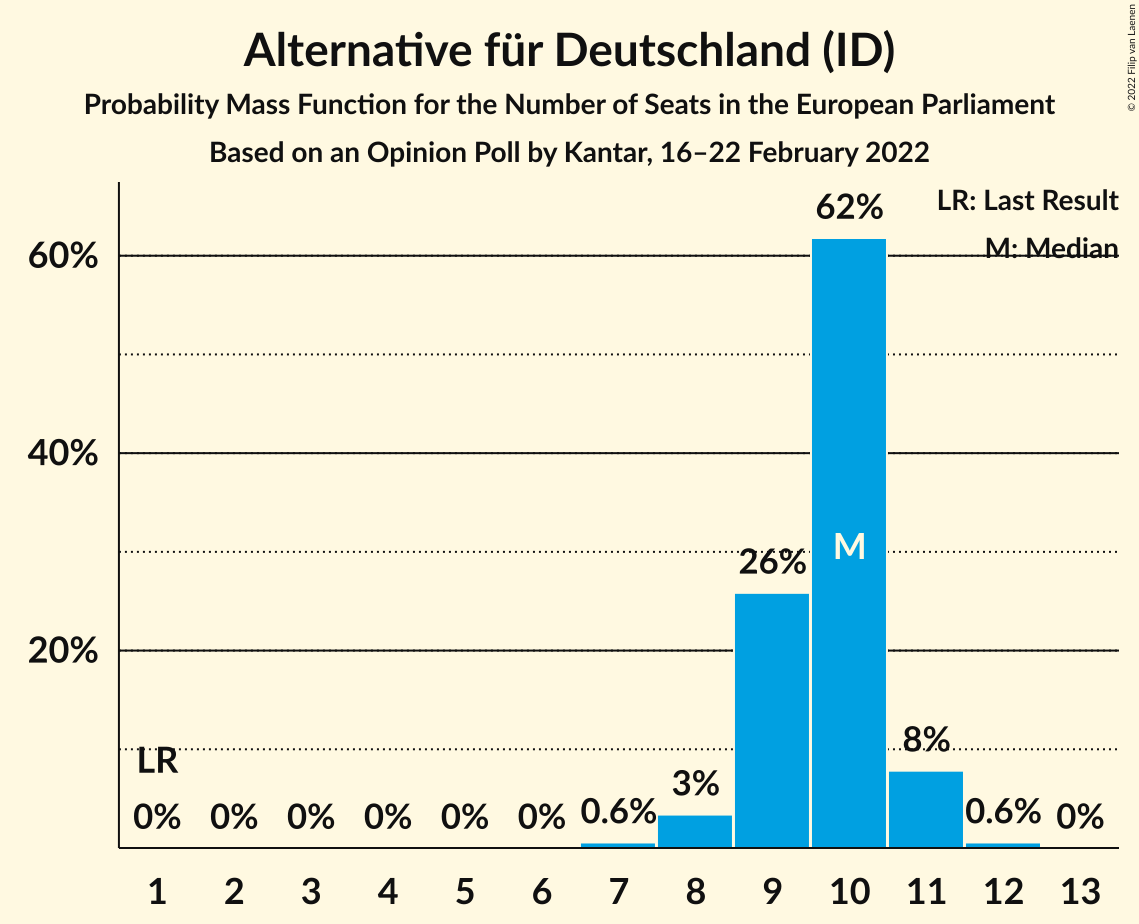 Alternative für Deutschland (ID)
Probability Mass Function for the Number of Seats in the European Parliament
Based on an Opinion Poll by Kantar, 16–22 February 2022
© 2022 Filip van Laenen
LR: Last Result
M: Median
60%
40%
20%
LR
0%
0%
0%
0%
0%
0%
0.6%
3%
26%
62%
M
8%
0.6%
0%
1 2 3 4 5 6 7 8 9 10 11 12 13